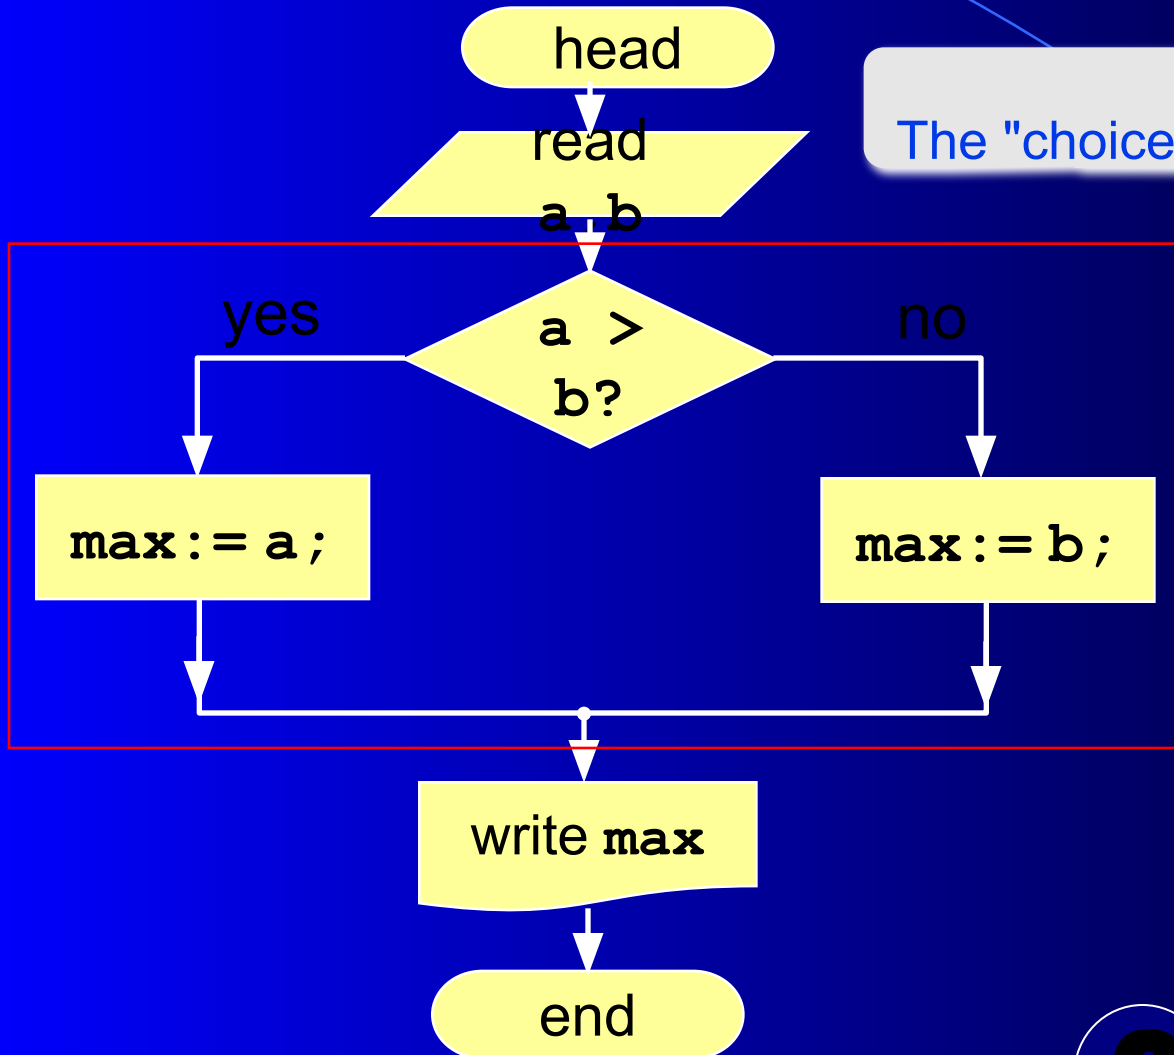 head
The "choice
read
a,b
yes
a >
b?
no
max:= a;
max:= b;
write max
end